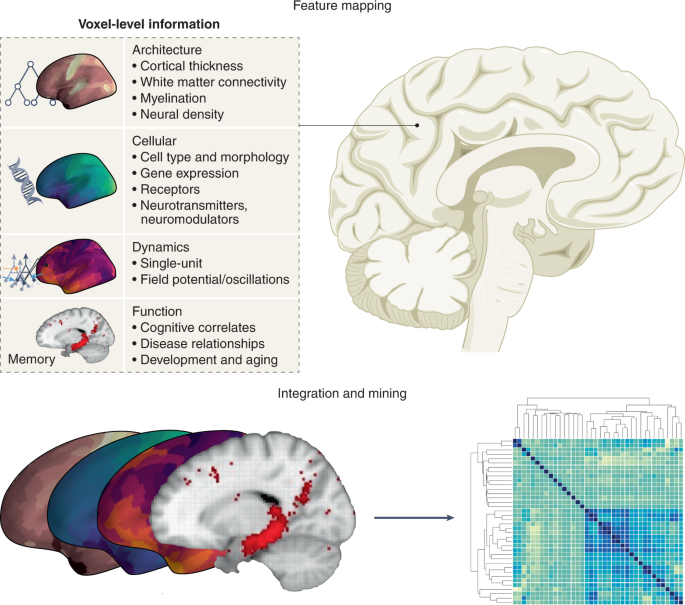 Feature mapping
Voxel-level information
Architecture
• Cortical thickness
• White matter connectivity
• Myelination
• Neural density
Cellular
• Cell type and morphology
• Gene expression
• Receptors
• Neurotransmitters,
neuromodulators
Dynamics
• Single-unit
• Field potential/oscillations
Memory
Function
• Cognitive correlates
• Disease relationships
• Development and aging
Integration and mining